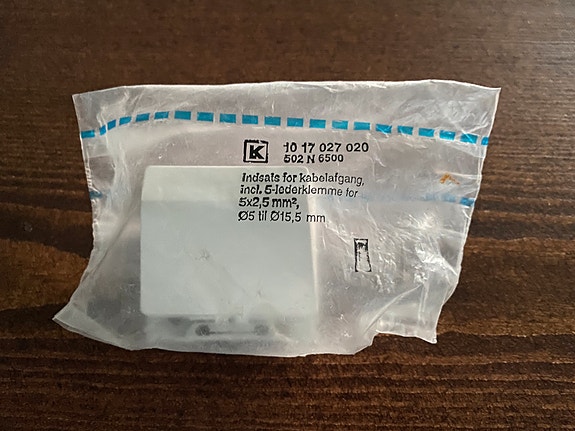 K 10 17 027 020
502 N 6500
Indsats for kabelafgang,
incl. 5-lederklemme for
5x2,5 mm²,
Ø5 til Ø15,5 mm